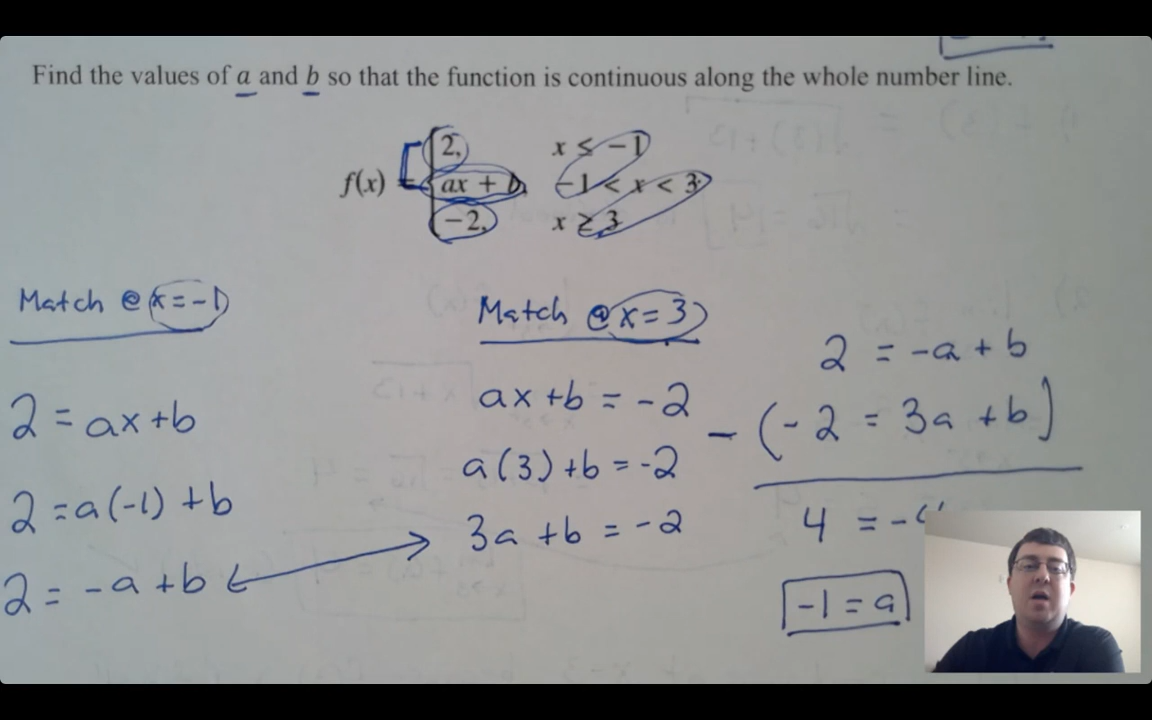 Find the values of a and b so that the function is continuous along the whole number line.
2, x ≤ -1
f(x) = ax + b, -1 < x < 3
-2, x ≥ 3
Match @ x = -1
2 = ax + b
2 = a(-1) + b
2 = -a + b
Match @ x = 3
ax + b = -2
a(3) + b = -2
3a + b = -2
2 = -a + b
- (-2 = 3a + b)
4 = -4
-1 = a